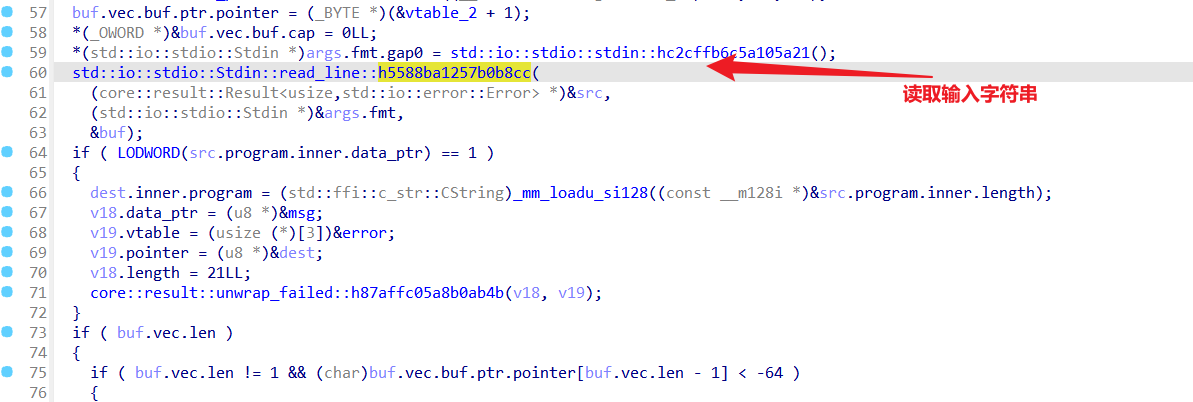 57 buf.vec.buf.ptr.pointer = (_BYTE *)(&vtable_2 + 1);
58 *(_OWORD *)&buf.vec.buf.cap = 0LL;
59 *(std::io::stdio::Stdin *)args.fmt.gap0 = std::io::stdio::stdin::hc2cffb6c5a105a21();
60 std::io::stdio::Stdin::read_line::h5588ba1257b0b8cc(
61 (core::result::Result<usize,std::io::error::Error> *)&src,
读取输入字符串
62 (std::io::stdio::Stdin *)&args.fmt,
63 &buf);
64 if ( LODWORD(src.program.inner.data_ptr) == 1 )
65 {
66 dest.inner.program = (std::ffi::c_str::CString)_mm_loadu_si128((const __m128i *)&src.program.inner.length);
67 v18.data_ptr = (u8 *)&msg;
68 v19.vtable = (usize (*)[3])&error;
69 v19.pointer = (u8 *)&dest;
70 v18.length = 21LL;
71 core::result::unwrap_failed::h87affc05a8b0ab4b(v18, v19);
72 }
73 if ( buf.vec.len )
74 {
75 if ( buf.vec.len != 1 && (char)buf.vec.buf.ptr.pointer[buf.vec.len - 1] < -64 )
76 {